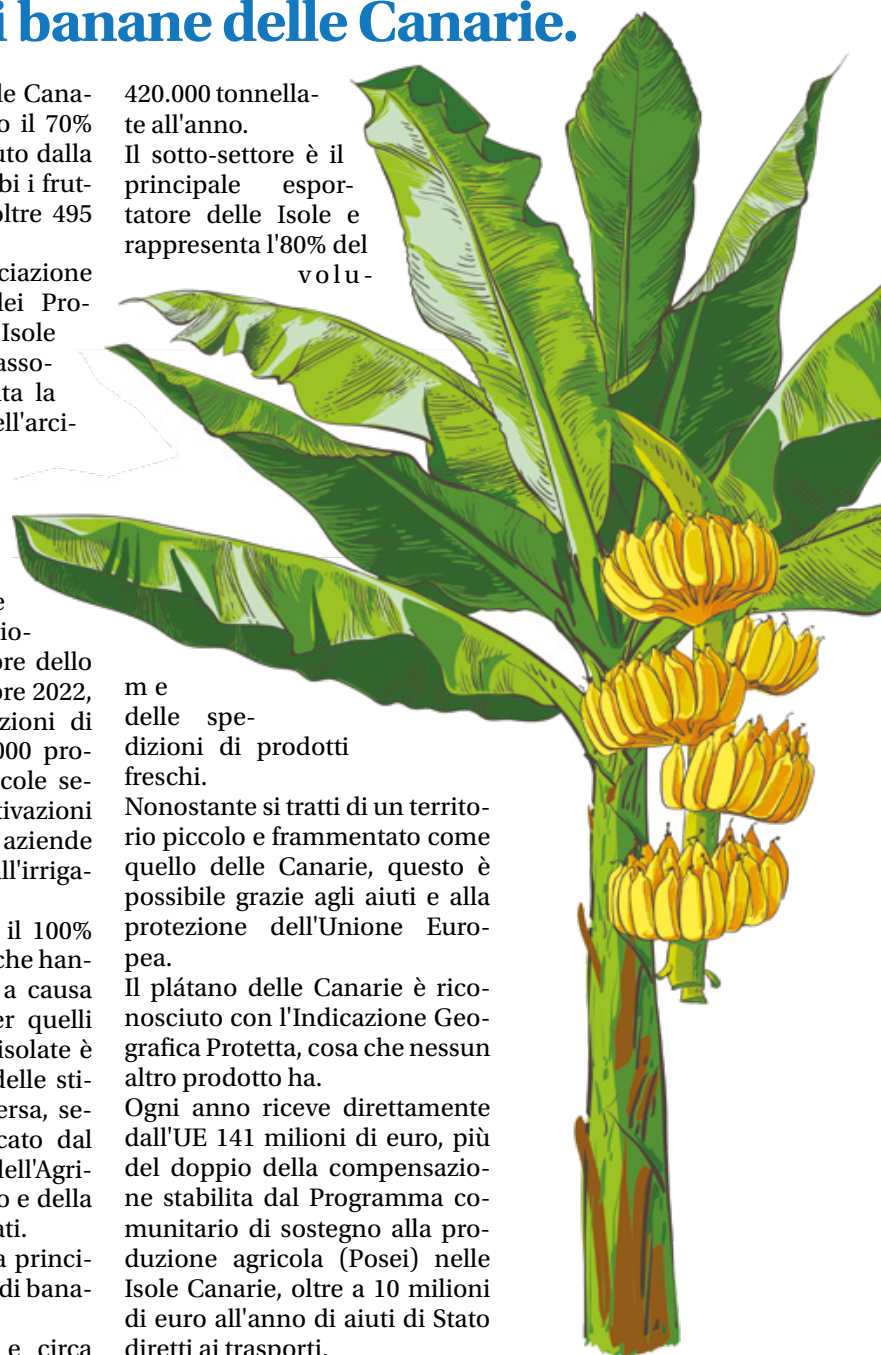 i banane delle Canarie.
le Cana-
o il 70%
uto dalla
bi i frut-
oltre 495
ciazione
lei Pro-
Isole
asso-
ta la
ell'arci-
e
io-
re dello
re 2022,
zioni di
000 pro-
cole se-
tivazioni
aziende
ll'irriga-
il 100%
che han-
a causa
er quelli
isolate è
delle sti-
ersa, se-
cato dal
dell'Agri-
o e della
ati.
a princi-
di bana-
e circa
420.000 tonnella-
te all'anno.
Il sotto-settore è il
principale espor-
tatore delle Isole e
rappresenta l'80% del
volu-
me
delle spe-
dizioni di prodotti
freschi.
Nonostante si tratti di un territo-
rio piccolo e frammentato come
quello delle Canarie, questo è
possibile grazie agli aiuti e alla
protezione dell'Unione Euro-
pea.
Il plátano delle Canarie è rico-
nosciuto con l'Indicazione Geo-
grafica Protetta, cosa che nessun
altro prodotto ha.
Ogni anno riceve direttamente
dall'UE 141 milioni di euro, più
del doppio della compensazio-
ne stabilita dal Programma co-
munitario di sostegno alla pro-
duzione agricola (Posei) nelle
Isole Canarie, oltre a 10 milioni
di euro all'anno di aiuti di Stato
diretti ai trasporti.